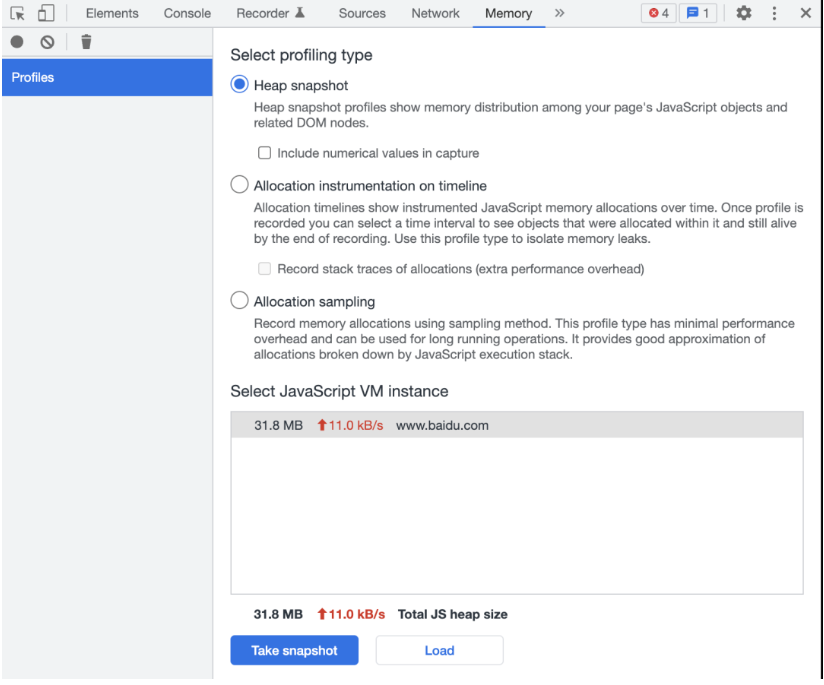 Elements Console Recorder Sources Network Memory » 4 1
Profiles
Select profiling type
Heap snapshot
Heap snapshot profiles show memory distribution among your page's JavaScript objects and
related DOM nodes.
Include numerical values in capture
Allocation instrumentation on timeline
Allocation timelines show instrumented JavaScript memory allocations over time. Once profile is
recorded you can select a time interval to see objects that were allocated within it and still alive
by the end of recording. Use this profile type to isolate memory leaks.
Record stack traces of allocations (extra performance overhead)
Allocation sampling
Record memory allocations using sampling method. This profile type has minimal performance
overhead and can be used for long running operations. It provides good approximation of
allocations broken down by JavaScript execution stack.
Select JavaScript VM instance
31.8 MB 11.0 kB/s www.baidu.com
31.8 MB 11.0 kB/s Total JS heap size
Take snapshot Load